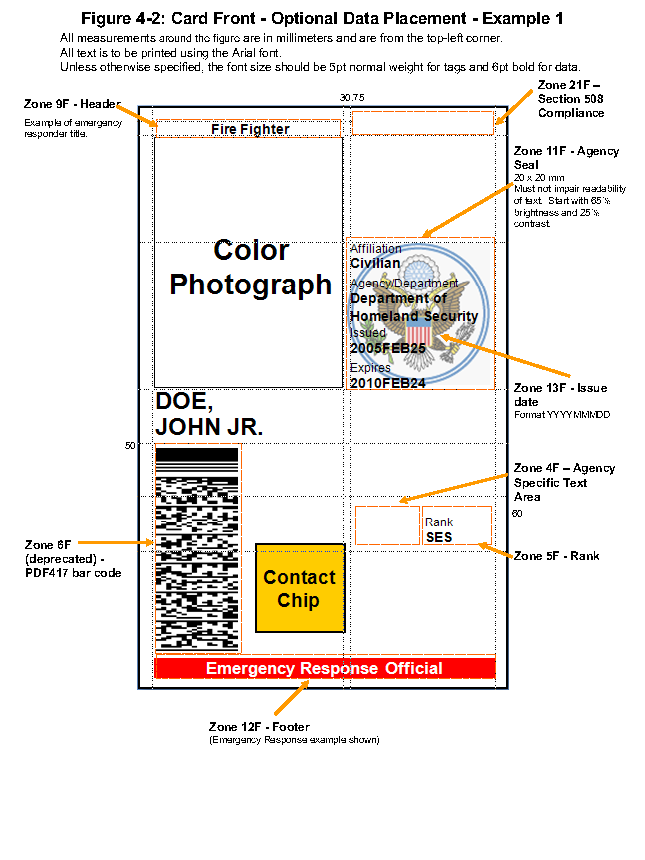 Figure 4-2: Card Front - Optional Data Placement - Example 1
All measurements around the figure are in millimeters and are from the top-left corner.
All text is to be printed using the Arial font.
Unless otherwise specified, the font size should be 5pt normal weight for tags and 6pt bold for data.
Zone 9F - Header
Example of emergency
responder title.
30.75
Zone 21F –
Section 508
Compliance
Fire Fighter
Zone 11F - Agency
Seal
20 x 20 mm
Must not impair readability
of text. Start with 65%
brightness and 25%
contrast.
Color
Photograph
Affiliation
Civilian
Agency/Department
Department of
Homeland Security
Issued
2005FEB25
Expires
2010FEB24
Zone 13F - Issue
date
Format YYYYMMMDD
DOE,
JOHN JR.
50
Zone 4F – Agency
Specific Text
Area
60
Rank
SES
Zone 5F - Rank
Zone 6F
(deprecated) -
PDF417 bar code
Contact
Chip
Emergency Response Official
Zone 12F - Footer
(Emergency Response example shown)